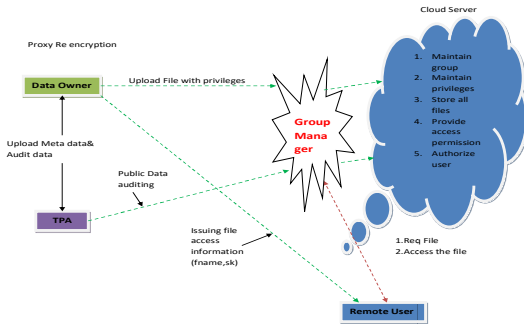 Cloud Server
Proxy Re encryption
Data Owner
Upload File with privileges
1. Maintain
group
2. Maintain
privileges
3. Store all
files
4. Provide
access
permission
5. Authorize
user
Group
Mana
ger
Upload Meta data&
Audit data
Public Data
auditing
TPA
Issuing file
access
information
(fname,sk)
1.Req File
2.Access the file
Remote User